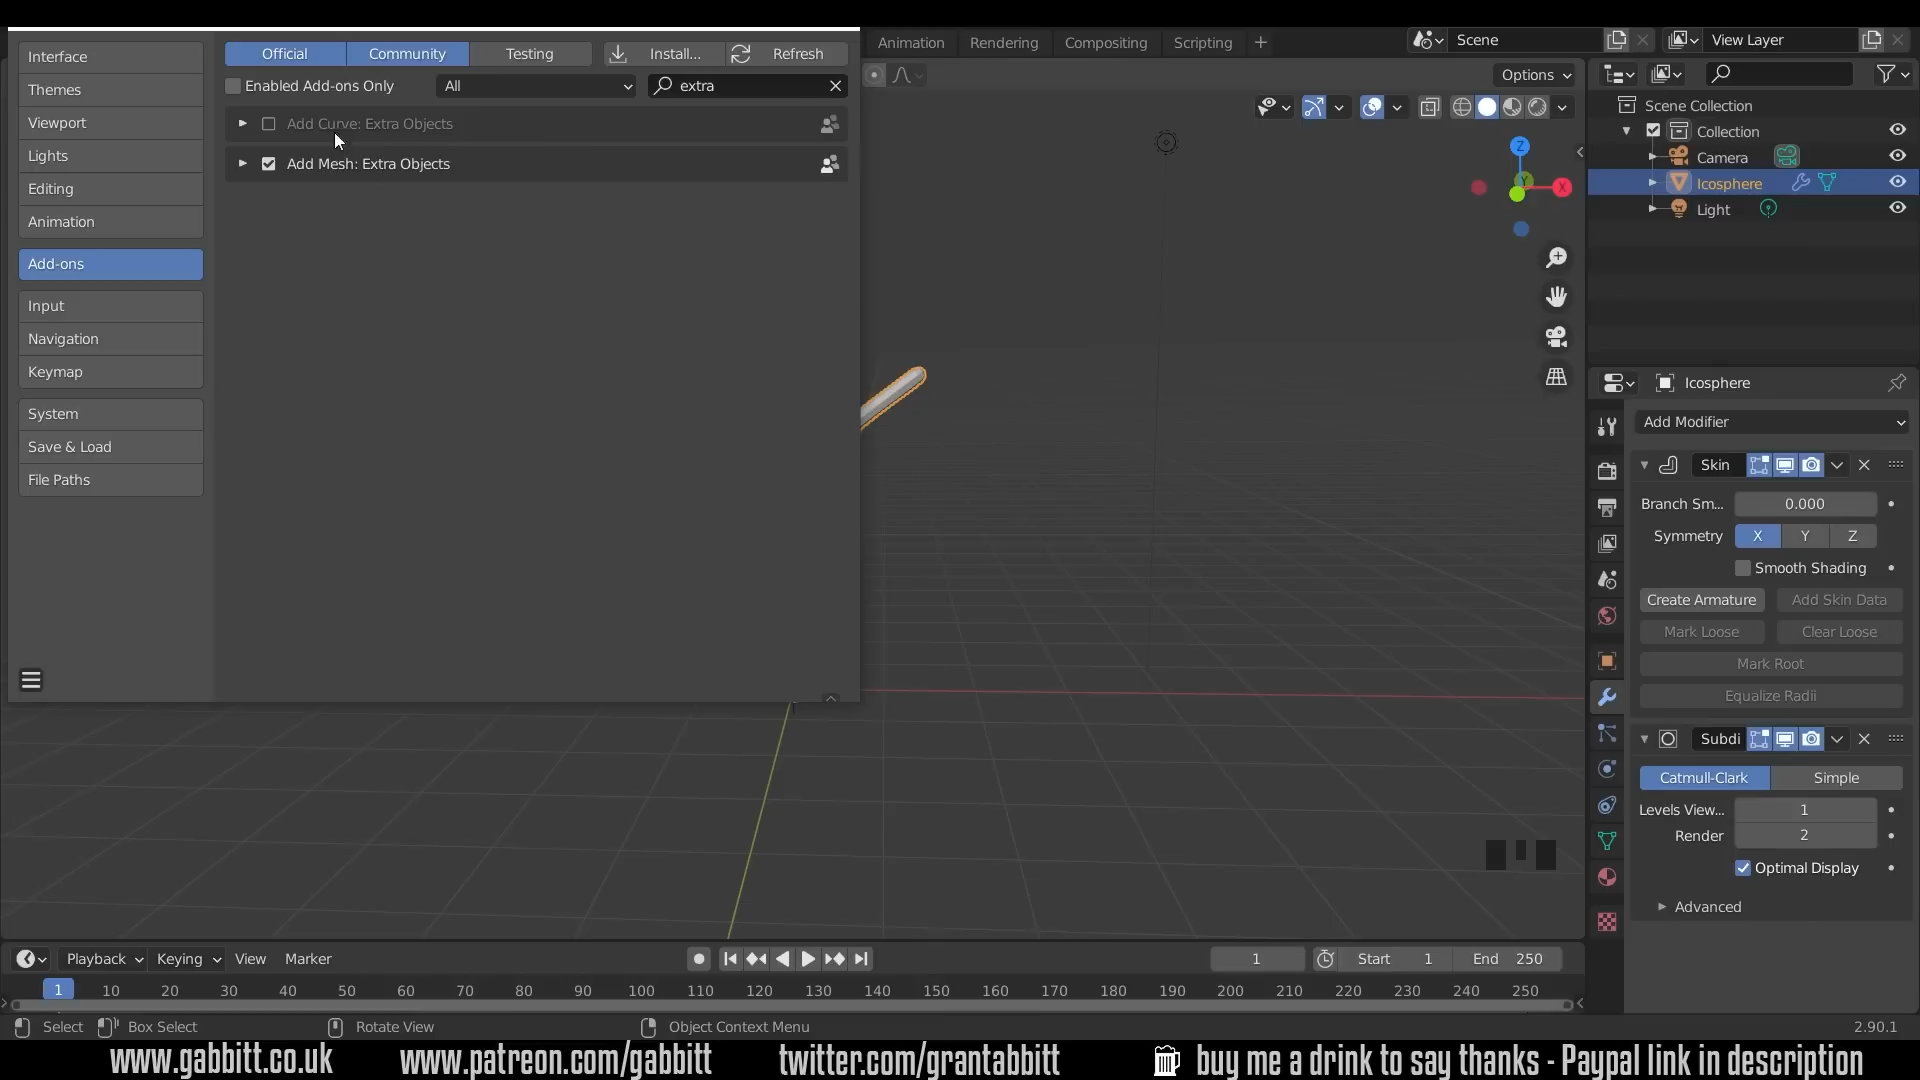 Interface
Themes
Viewport
Lights
Editing
Animation
Add-ons
Input
Navigation
Keymap
System
Save & Load
File Paths
Official Community Testing Install... Refresh
Enabled Add-ons Only All extra
Add Curve: Extra Objects
Add Mesh: Extra Objects
Animation Rendering Compositing Scripting
Scene View Layer
Options
Z
Y
X
Scene Collection
Collection
Camera
Icosphere
Light
Icosphere
Add Modifier
Skin
Branch Sm... 0.000
Symmetry X Y Z
Smooth Shading
Create Armature Add Skin Data
Mark Loose Clear Loose
Mark Root
Equalize Radii
Subdi
Catmull-Clark Simple
Levels View... 1
Render 2
Optimal Display
Advanced
Playback Keying View Marker 1 Start 1 End 250
1 10 20 30 40 50 60 70 80 90 100 110 120 130 140 150 160 170 180 190 200 210 220 230 240 250
Select Box Select Rotate View Object Context Menu 2.90.1
www.gabbitt.co.uk www.patreon.com/gabbitt twitter.com/grantabbitt buy me a drink to say thanks - Paypal link in description